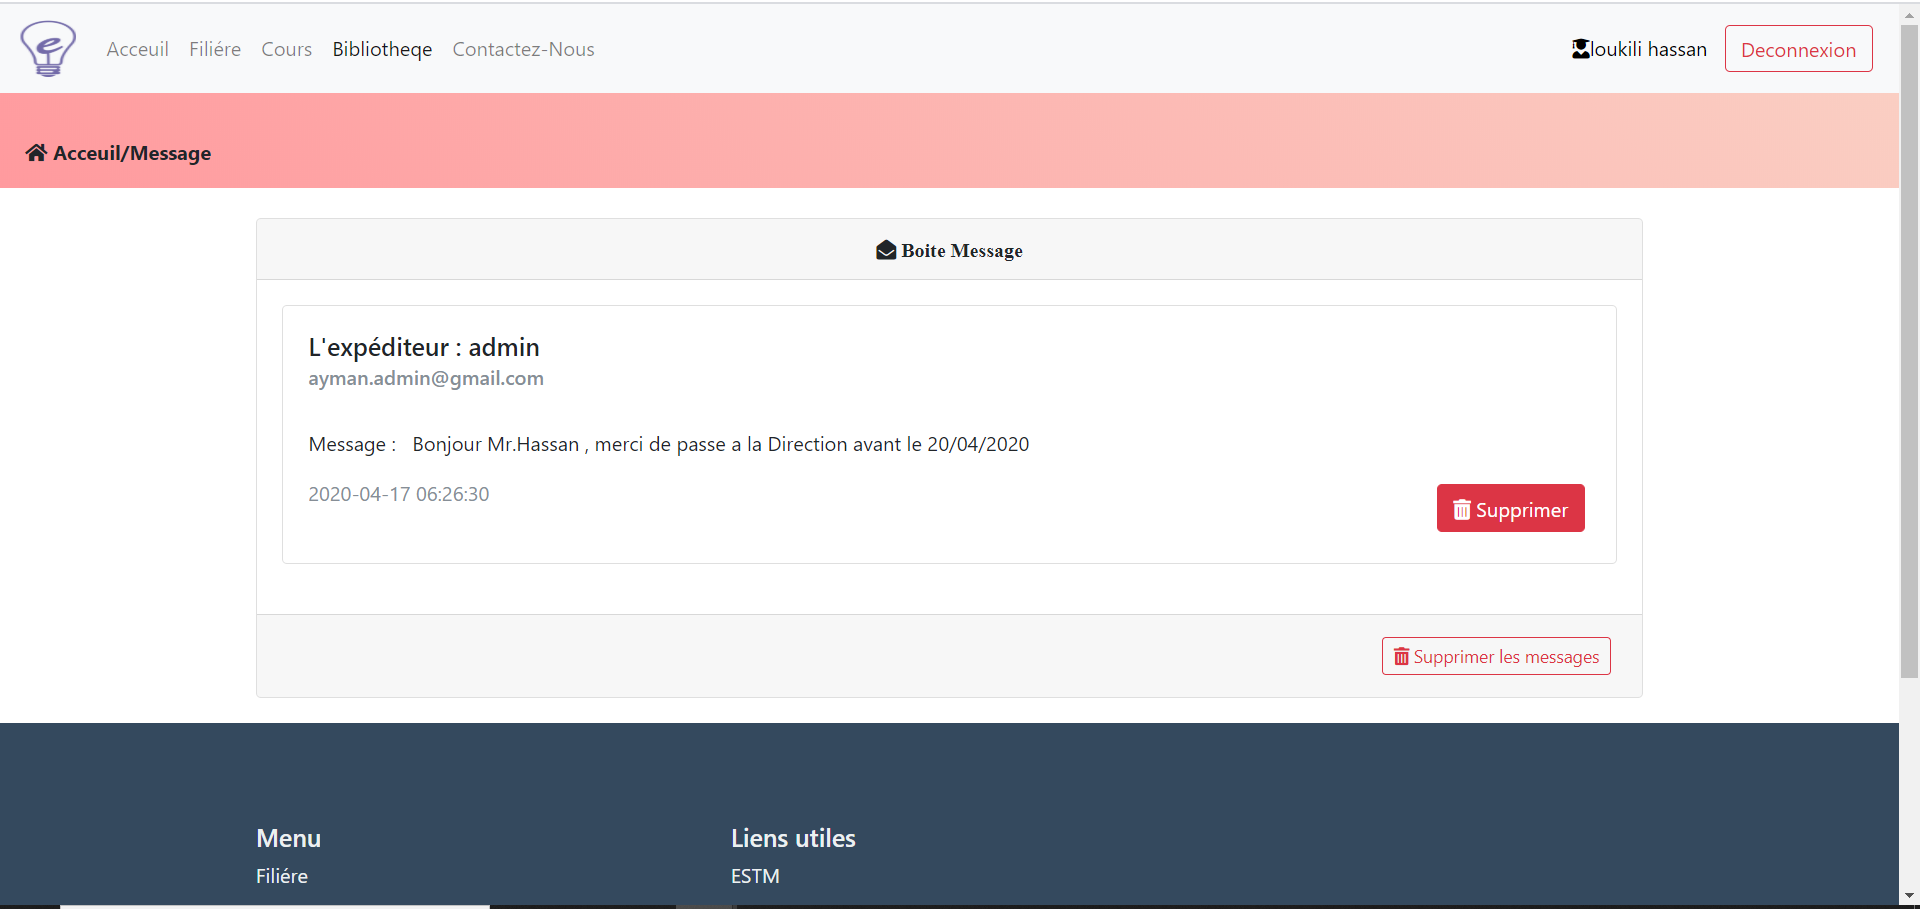 Acceuil Filiére Cours Bibliotheqe Contactez-Nous loukili hassan Deconnexion
Acceuil/Message
Boite Message
L'expéditeur : admin
ayman.admin@gmail.com
Message : Bonjour Mr.Hassan , merci de passe a la Direction avant le 20/04/2020
2020-04-17 06:26:30
Supprimer
Supprimer les messages
Menu
Filiére
Liens utiles
ESTM